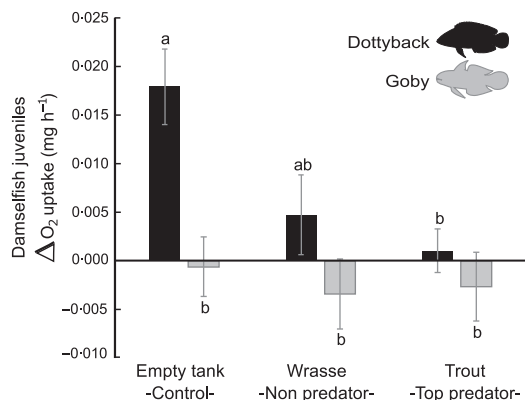 Dottyback
Goby
Damselfish juveniles
△O₂ uptake (mg h⁻¹)
0·025
0·020
0·015
0·010
0·005
0·000
−0·005
−0·010
a
b
ab
b
b
b
Empty tank
-Control-
Wrasse
-Non predator-
Trout
-Top predator-